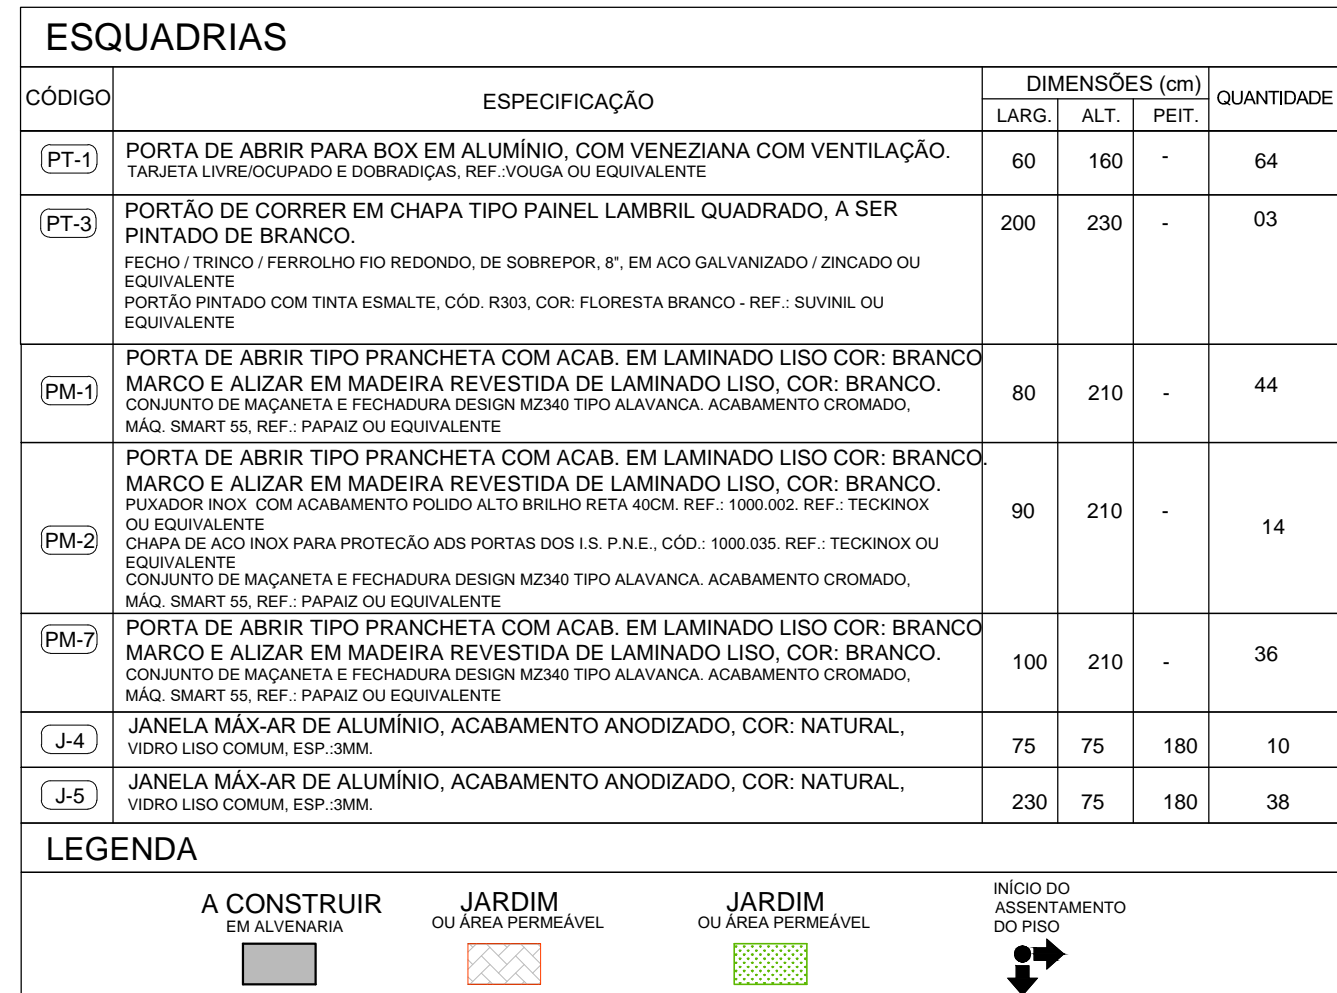 ESQUADRIAS
CÓDIGO ESPECIFICAÇÃO DIMENSÕES (cm) QUANTIDADE
LARG. ALT. PEIT.
PT-1 PORTA DE ABRIR PARA BOX EM ALUMÍNIO, COM VENEZIANA COM VENTILAÇÃO. 60 160 - 64
TARJETA LIVRE/OCUPADO E DOBRADIÇAS, REF.:VOUGA OU EQUIVALENTE
PT-3 PORTÃO DE CORRER EM CHAPA TIPO PAINEL LAMBRIL QUADRADO, A SER 200 230 - 03
PINTADO DE BRANCO.
FECHO / TRINCO / FERROLHO FIO REDONDO, DE SOBREPOR, 8", EM ACO GALVANIZADO / ZINCADO OU
EQUIVALENTE
PORTÃO PINTADO COM TINTA ESMALTE, CÓD. R303, COR: FLORESTA BRANCO - REF.: SUVINIL OU
EQUIVALENTE
PORTA DE ABRIR TIPO PRANCHETA COM ACAB. EM LAMINADO LISO COR: BRANCO
PM-1 MARCO E ALIZAR EM MADEIRA REVESTIDA DE LAMINADO LISO, COR: BRANCO. 80 210 - 44
CONJUNTO DE MAÇANETA E FECHADURA DESIGN MZ340 TIPO ALAVANCA. ACABAMENTO CROMADO,
MÁQ. SMART 55, REF.: PAPAIZ OU EQUIVALENTE
PORTA DE ABRIR TIPO PRANCHETA COM ACAB. EM LAMINADO LISO COR: BRANCO.
MARCO E ALIZAR EM MADEIRA REVESTIDA DE LAMINADO LISO, COR: BRANCO.
PUXADOR INOX COM ACABAMENTO POLIDO ALTO BRILHO RETA 40CM. REF.: 1000.002. REF.: TECKINOX 90 210 -
OU EQUIVALENTE
PM-2 CHAPA DE ACO INOX PARA PROTECÃO ADS PORTAS DOS I.S. P.N.E., CÓD.: 1000.035. REF.: TECKINOX OU 14
EQUIVALENTE
CONJUNTO DE MAÇANETA E FECHADURA DESIGN MZ340 TIPO ALAVANCA. ACABAMENTO CROMADO,
MÁQ. SMART 55, REF.: PAPAIZ OU EQUIVALENTE
PM-7 PORTA DE ABRIR TIPO PRANCHETA COM ACAB. EM LAMINADO LISO COR: BRANCO
MARCO E ALIZAR EM MADEIRA REVESTIDA DE LAMINADO LISO, COR: BRANCO. 100 210 - 36
CONJUNTO DE MAÇANETA E FECHADURA DESIGN MZ340 TIPO ALAVANCA. ACABAMENTO CROMADO,
MÁQ. SMART 55, REF.: PAPAIZ OU EQUIVALENTE
J-4 JANELA MÁX-AR DE ALUMÍNIO, ACABAMENTO ANODIZADO, COR: NATURAL, 75 75 180 10
VIDRO LISO COMUM, ESP.:3MM.
J-5 JANELA MÁX-AR DE ALUMÍNIO, ACABAMENTO ANODIZADO, COR: NATURAL, 230 75 180 38
VIDRO LISO COMUM, ESP.:3MM.
LEGENDA
A CONSTRUIR
EM ALVENARIA
JARDIM
OU ÁREA PERMEÁVEL
JARDIM
OU ÁREA PERMEÁVEL
INÍCIO DO
ASSENTAMENTO
DO PISO